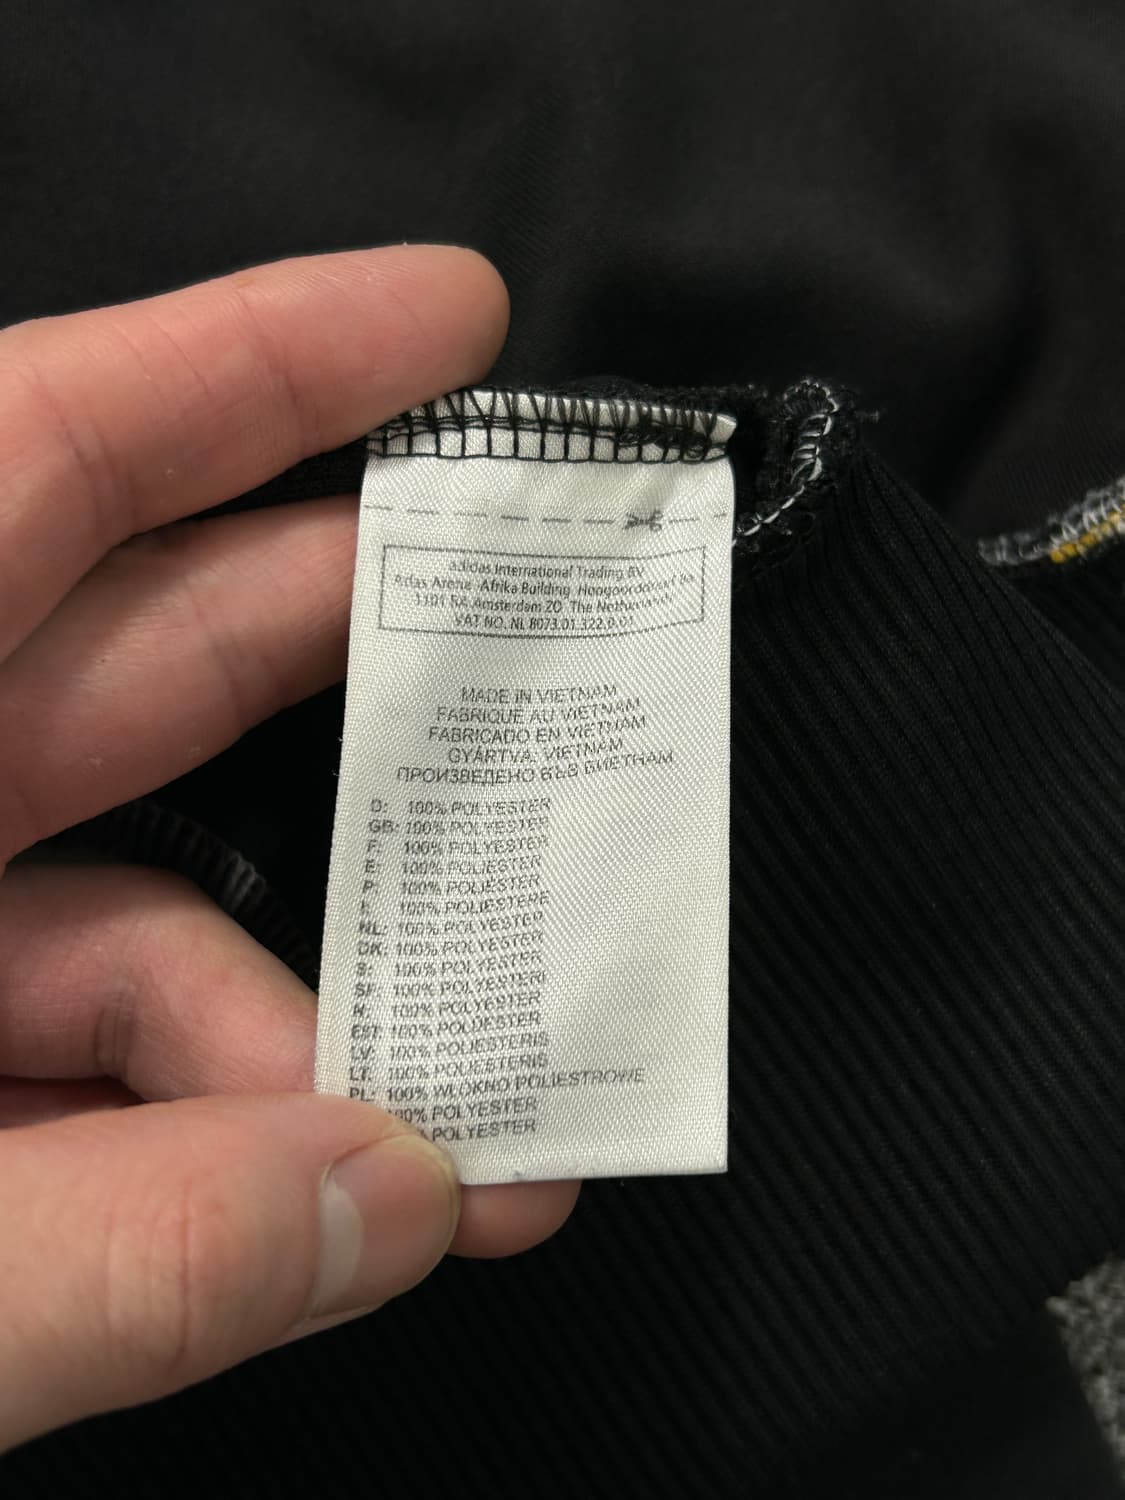 adidas International Trading BV
Adidas Arena Afrika Building Hoogoorddreef 9a
1101 BA Amsterdam ZO The Netherlands
VAT NO. NL 8073.01.322.0.01
MADE IN VIETNAM
FABRIQUE AU VIETNAM
FABRICADO EN VIETNAM
GYÁRTVA: VIETNAM
ПРОИЗВЕДЕНО ВЪВ ВИЕТНАМ
D: 100% POLYESTER
GB: 100% POLYESTER
F: 100% POLYESTER
E: 100% POLIÉSTER
P: 100% POLIÉSTER
I: 100% POLIESTERE
NL: 100% POLYESTER
DK: 100% POLYESTER
S: 100% POLYESTER
SF: 100% POLYESTERI
100% POLYESTER
EST: 100% POLÜESTER
LV: 100% POLIESTERIS
LT: 100% POLIESTERIS
PL: 100% WŁÓKNO POLIESTROWE
100% POLYESTER
POLYESTER